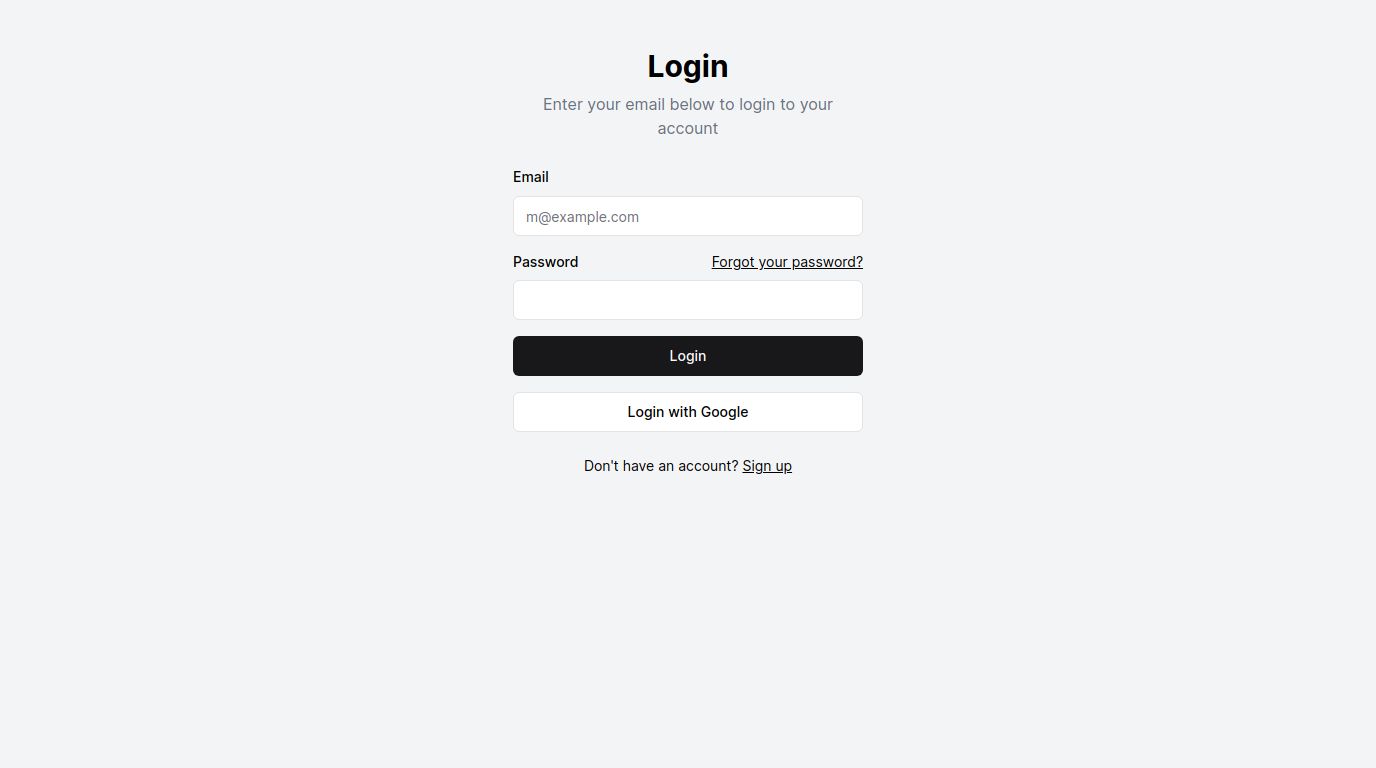 Login
Enter your email below to login to your
account
Email
m@example.com
Password Forgot your password?
Login
Login with Google
Don't have an account? Sign up